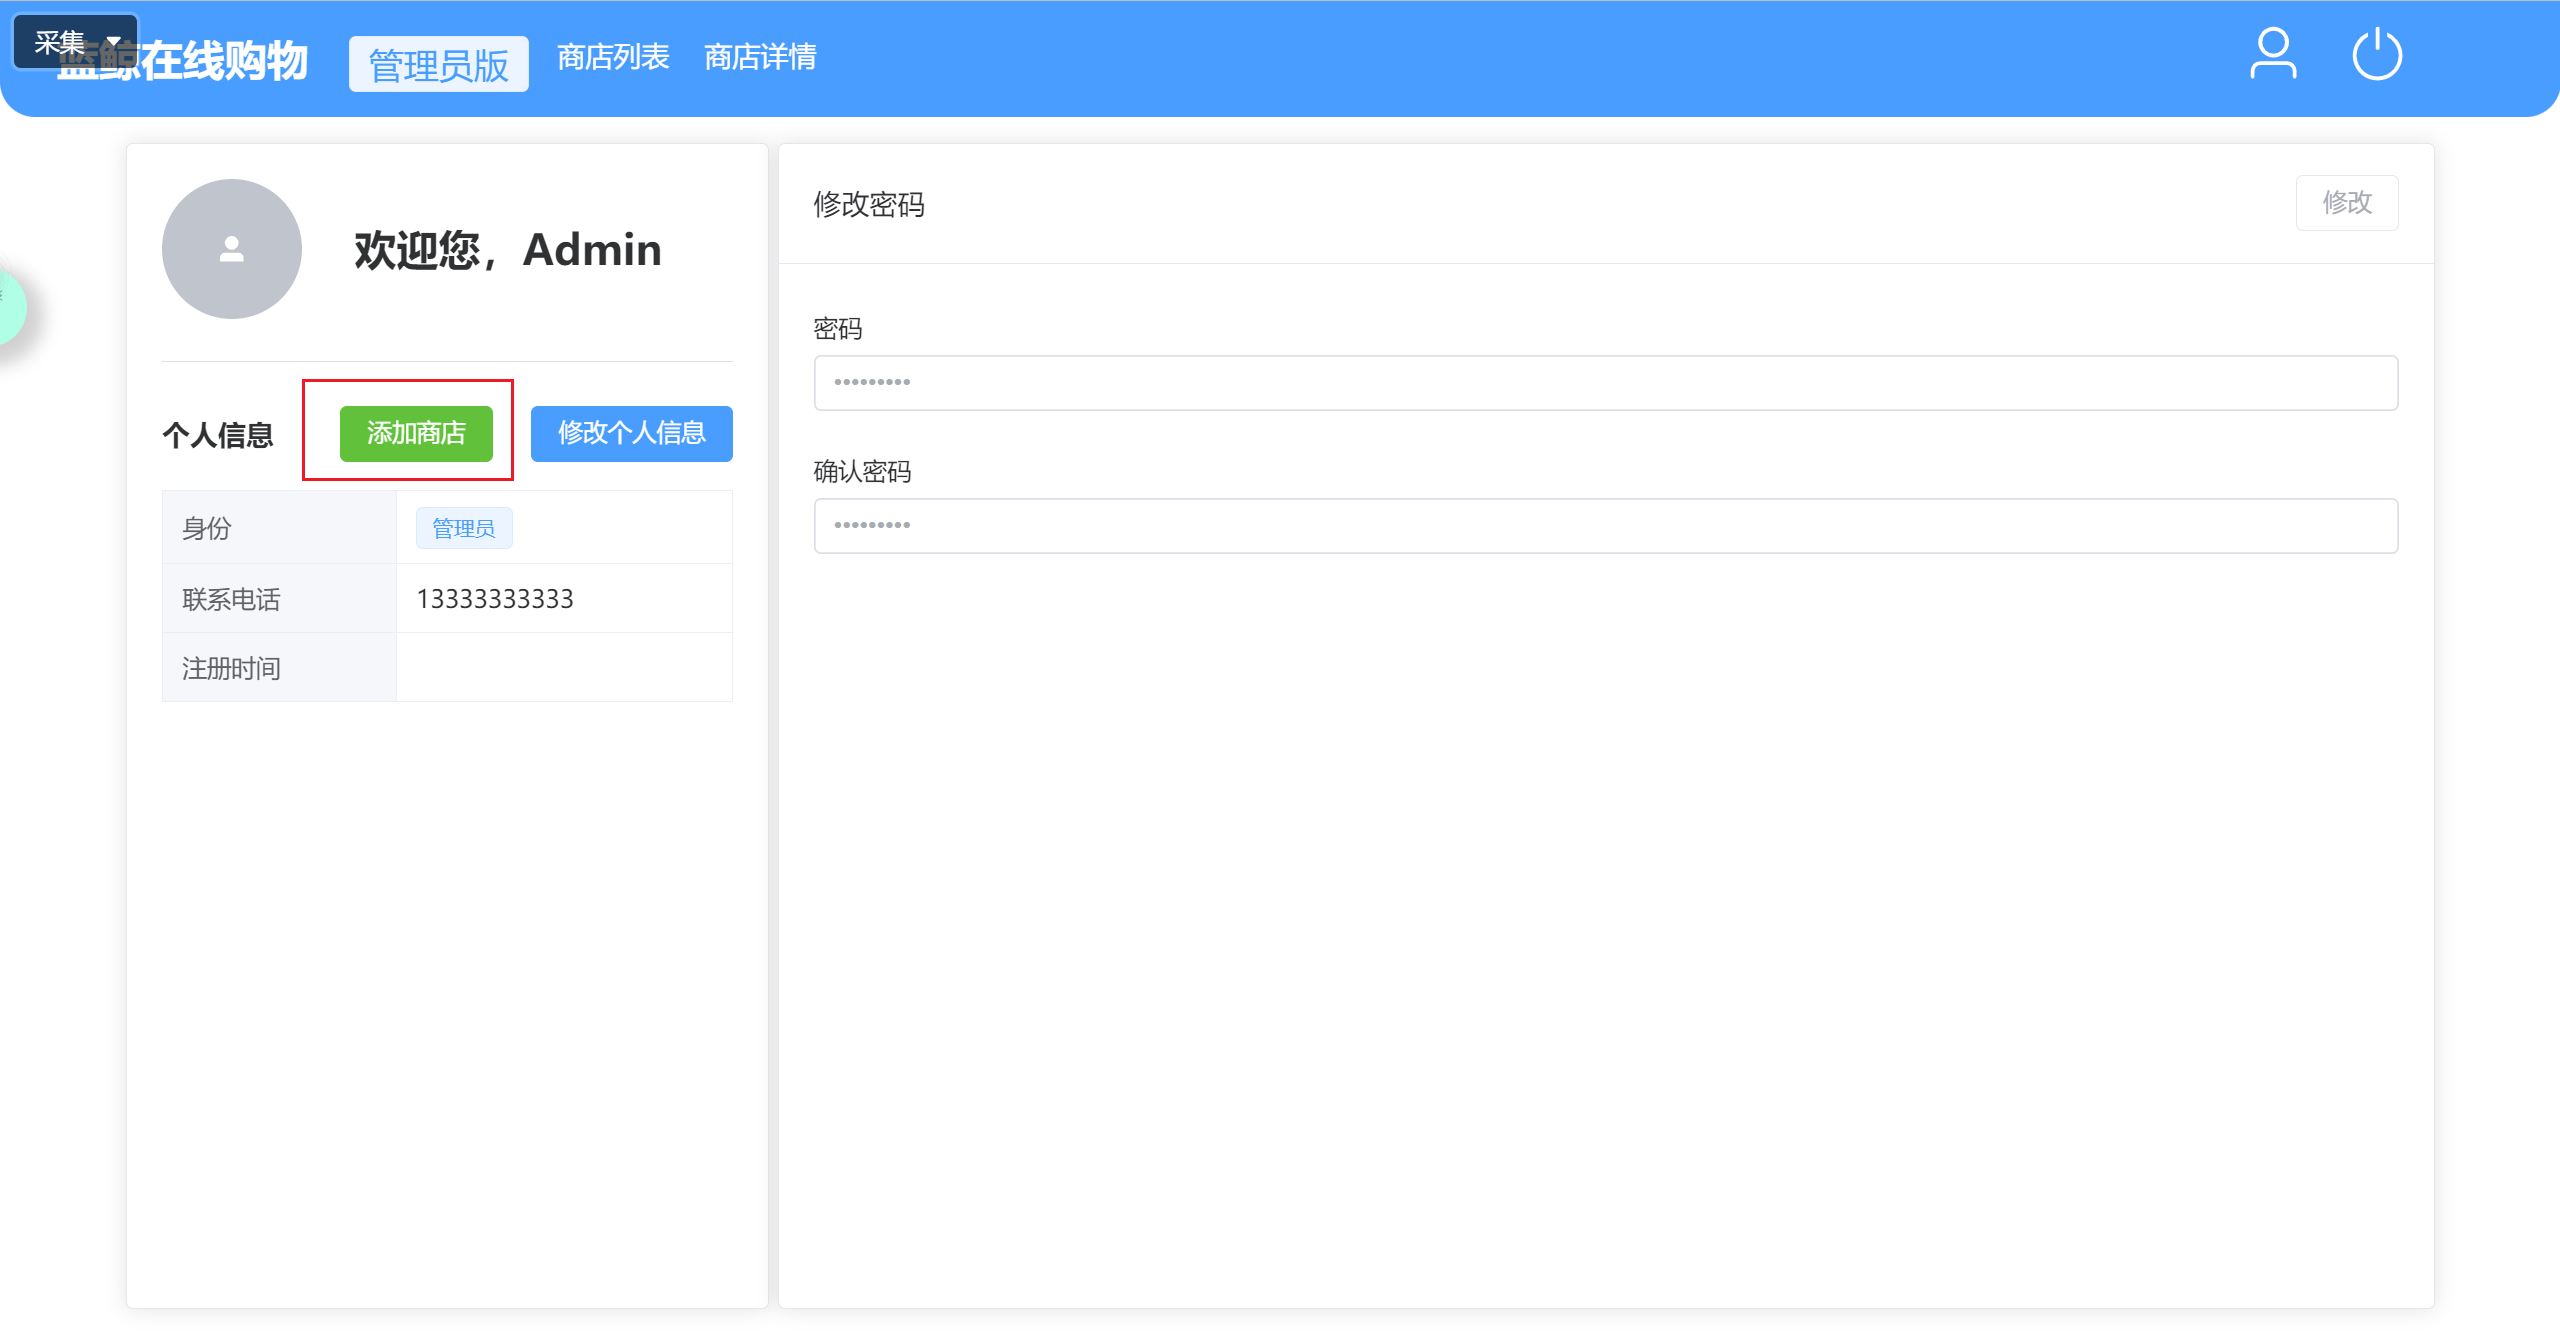 采集
蓝鲸在线购物
管理员版
商店列表
商店详情
欢迎您，Admin
个人信息
添加商店
修改个人信息
身份
管理员
联系电话
13333333333
注册时间
修改密码
修改
密码
•••••••••
确认密码
•••••••••